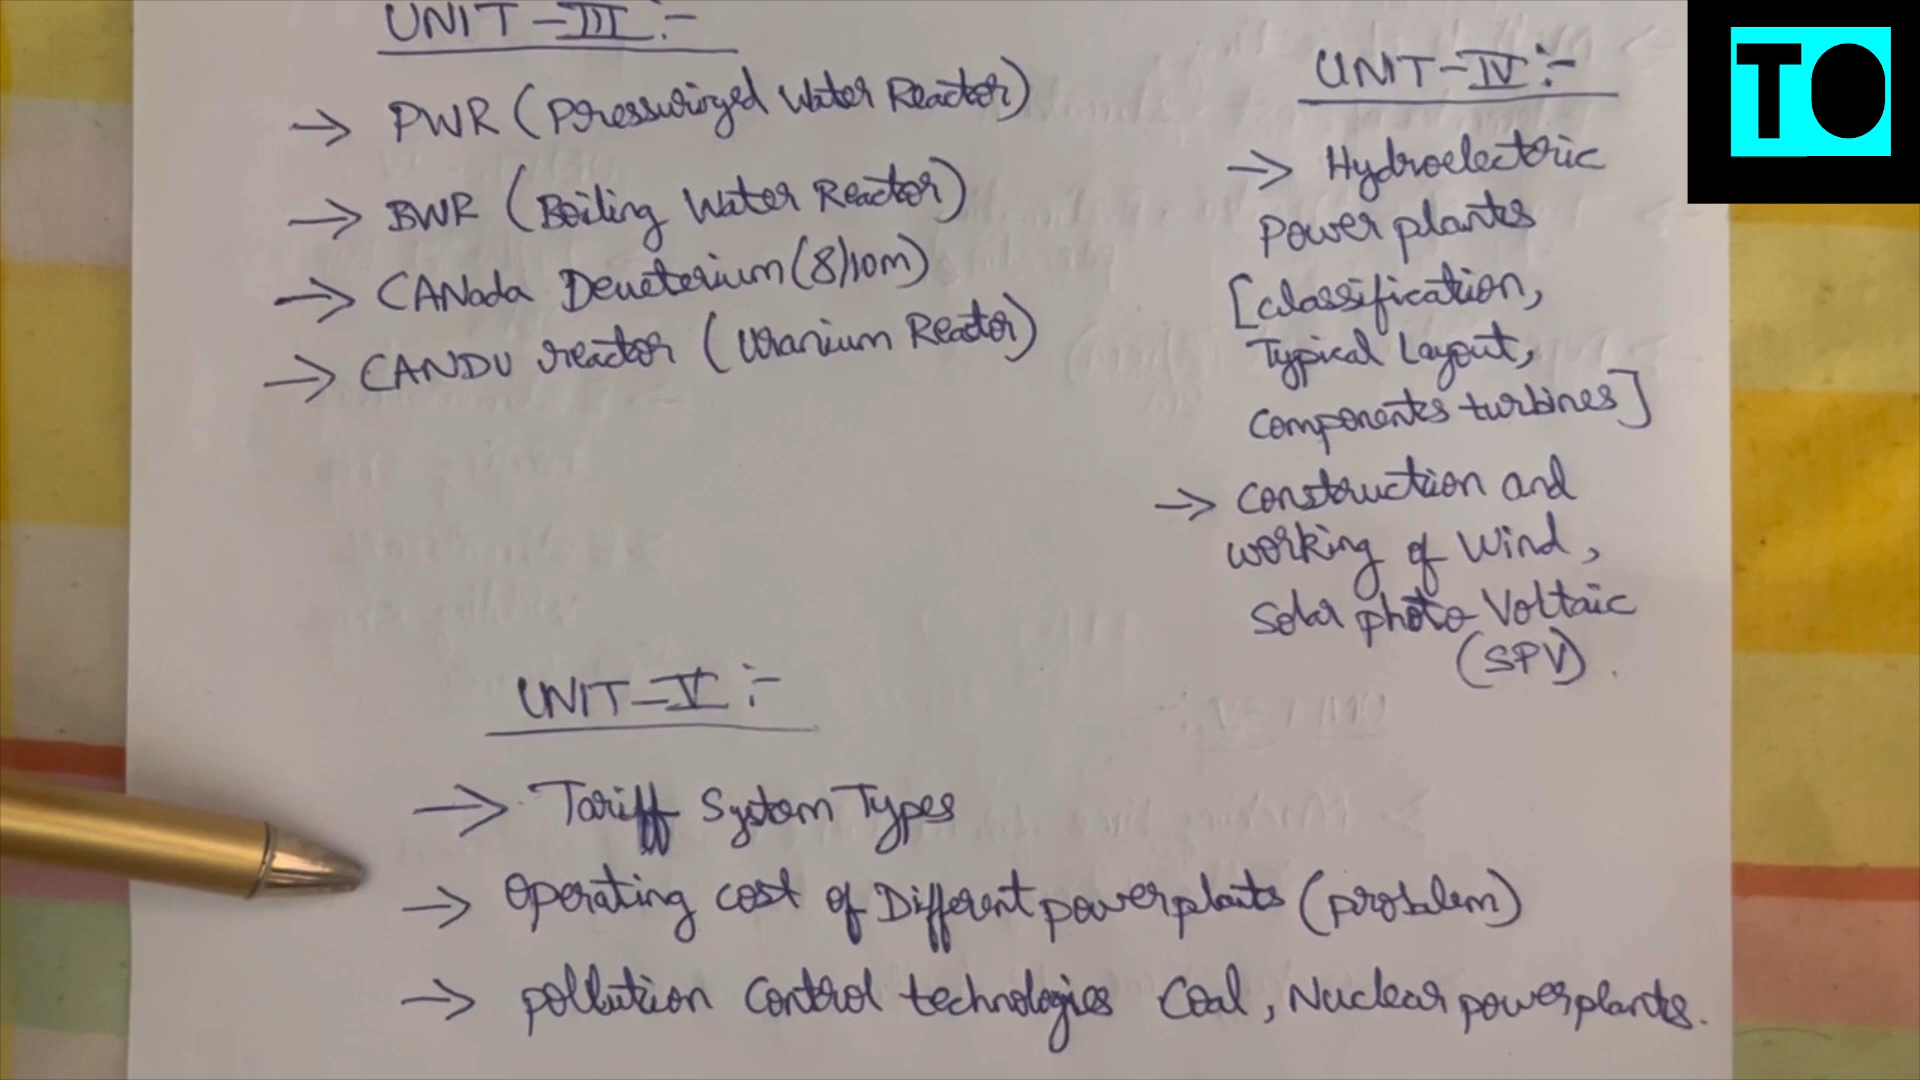 UNIT-III:-
→ PWR (Pressurized Water Reactor)
→ BWR (Boiling Water Reactor)
→ CANada Deuterium (8/10m)
→ CANDU reactor (Uranium Reactor)
UNIT-IV:-
→ Hydroelectric
Power plants
[classification,
Typical Layout,
Components turbines]
→ Construction and
working of Wind,
Solar photo Voltaic
(SPV).
UNIT-V:-
→ Tariff System Types
→ Operating cost of Different powerplants (problem)
→ pollution Control technologies Coal, Nuclear powerplants.
TO